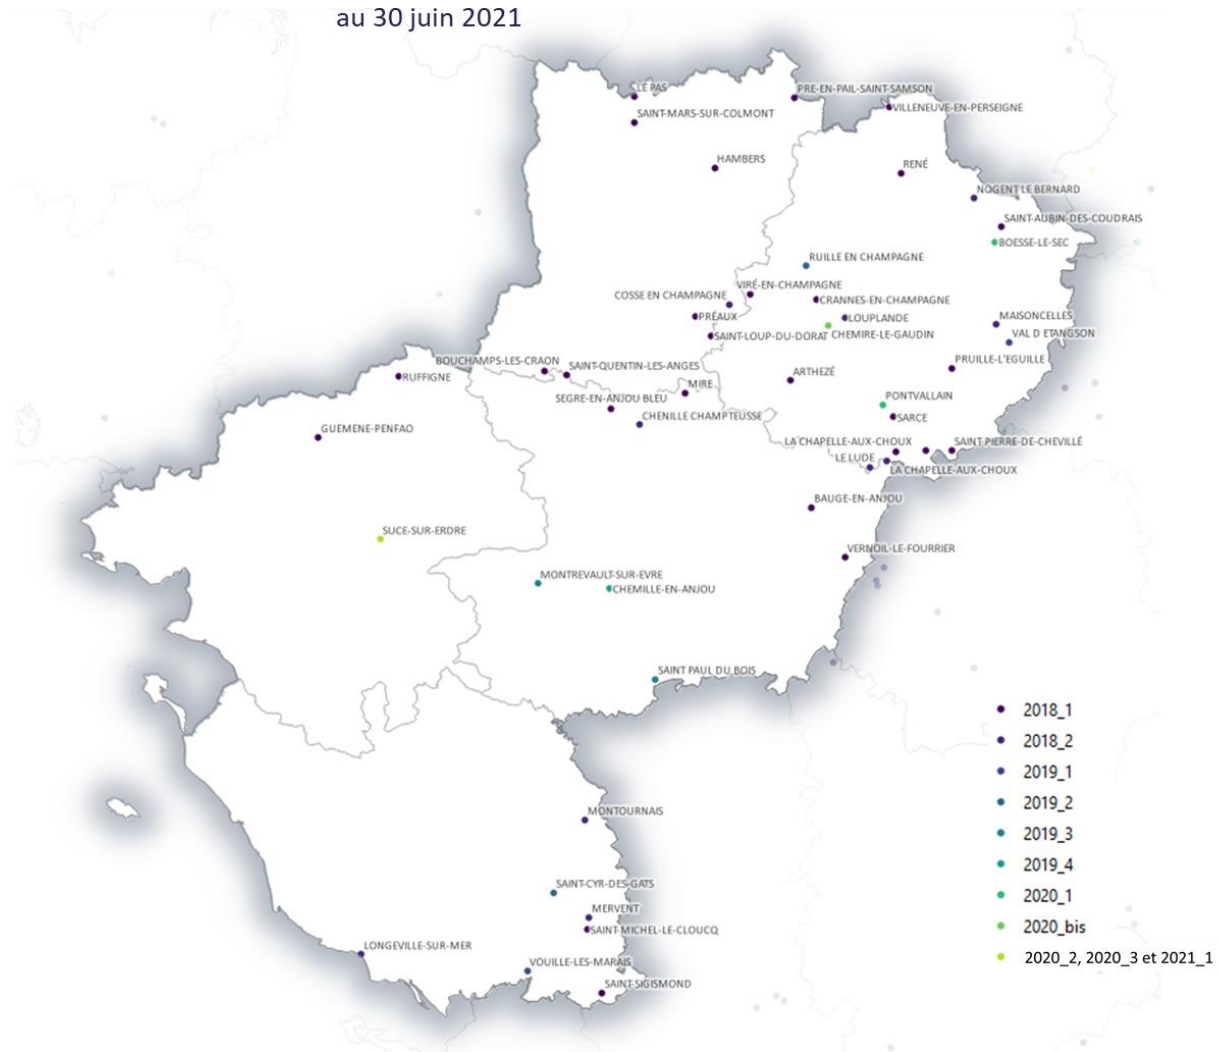 au 30 juin 2021
LE PAS
PRE-EN-PAIL-SAINT-SAMSON
VILLENEUVE-EN-PERSEIGNE
SAINT-MARS-SUR-COLMONT
HAMBERS
RENÉ
NOGENT LE BERNARD
SAINT-AUBIN-DES-COUDRAIS
BOESSE-LE-SEC
RUILLE EN CHAMPAGNE
VIRÉ-EN-CHAMPAGNE
COSSE EN CHAMPAGNE
CRANNES-EN-CHAMPAGNE
PRÉAUX
LOUPLANDE
MAISONCELLES
SAINT-LOUP-DU-DORAT
CHEMIRE-LE-GAUDIN
VAL D ETANGSON
BOUCHAMPS-LES-CRAON
SAINT-QUENTIN-LES-ANGES
PRUILLE-L'EGUILLE
RUFFIGNE
ARTHEZÉ
MIRE
SEGRE-EN-ANJOU BLEU
PONTVALLAIN
CHENILLE CHAMPTEUSSE
SARCE
GUEMENE-PENFAO
LA CHAPELLE-AUX-CHOUX
SAINT-PIERRE-DE-CHEVILLÉ
LE LUDE
LA CHAPELLE-AUX-CHOUX
BAUGE-EN-ANJOU
SUCE-SUR-ERDRE
VERNOIL-LE-FOURRIER
MONTREVAULT-SUR-EVRE
CHEMILLE-EN-ANJOU
SAINT PAUL DU BOIS
2018_1
2018_2
2019_1
2019_2
2019_3
2019_4
2020_1
2020_bis
2020_2, 2020_3 et 2021_1
MONTOURNAIS
SAINT-CYR-DES-GATS
MERVENT
SAINT-MICHEL-LE-CLOUCQ
LONGEVILLE-SUR-MER
VOUILLE-LES-MARAIS
SAINT-SIGISMOND